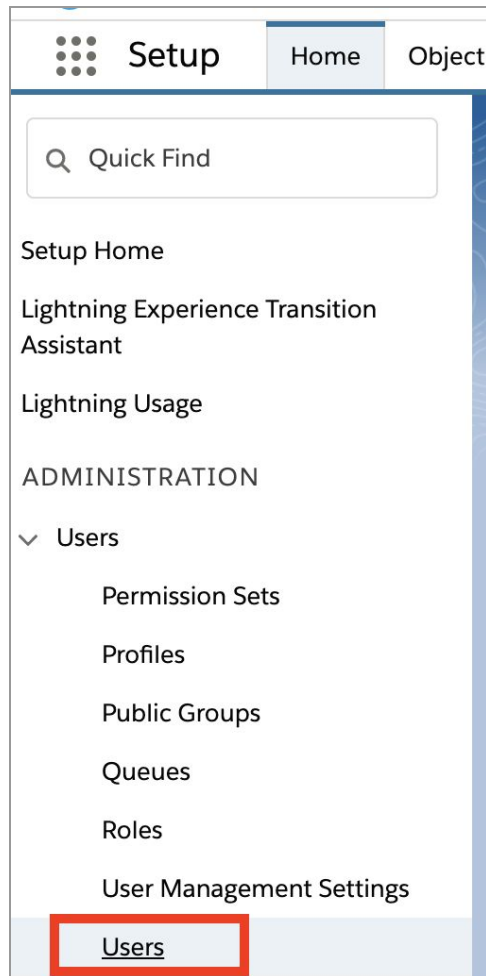 Setup Home Object
Quick Find
Setup Home
Lightning Experience Transition
Assistant
Lightning Usage
ADMINISTRATION
Users
Permission Sets
Profiles
Public Groups
Queues
Roles
User Management Settings
Users